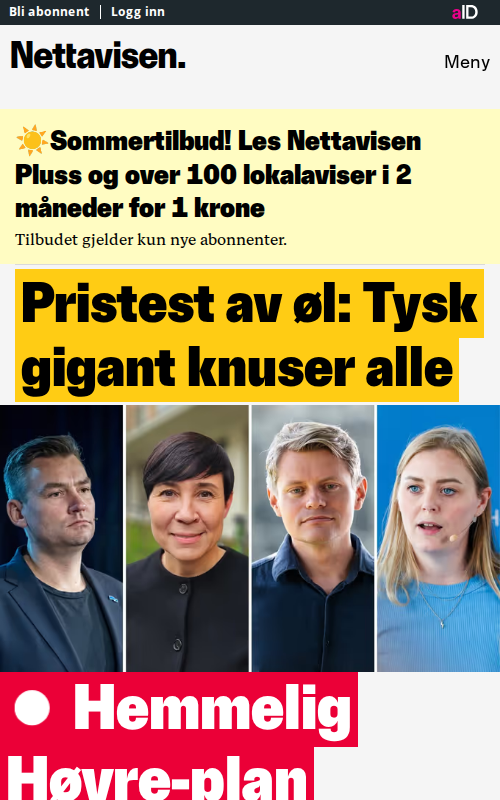 Bli abonnent | Logg inn
aID
Nettavisen.
Meny
☀️Sommertilbud! Les Nettavisen
Pluss og over 100 lokalaviser i 2
måneder for 1 krone
Tilbudet gjelder kun nye abonnenter.
Pristest av øl: Tysk
gigant knuser alle
Hemmelig
Høyre-plan